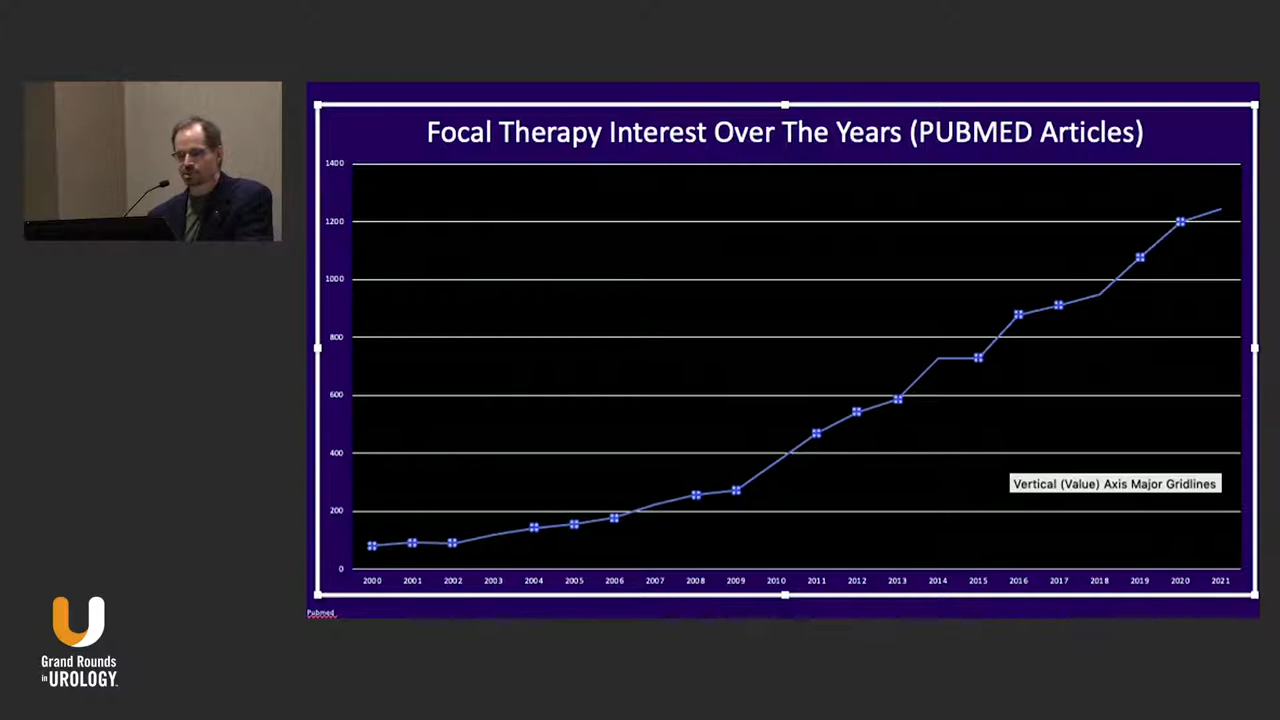 Focal Therapy Interest Over The Years (PUBMED Articles)
1400
1200
1000
800
600
400
200
0
Vertical (Value) Axis Major Gridlines
2000 2001 2002 2003 2004 2005 2006 2007 2008 2009 2010 2011 2012 2013 2014 2015 2016 2017 2018 2019 2020 2021
Pubmed
Grand Rounds
in UROLOGY